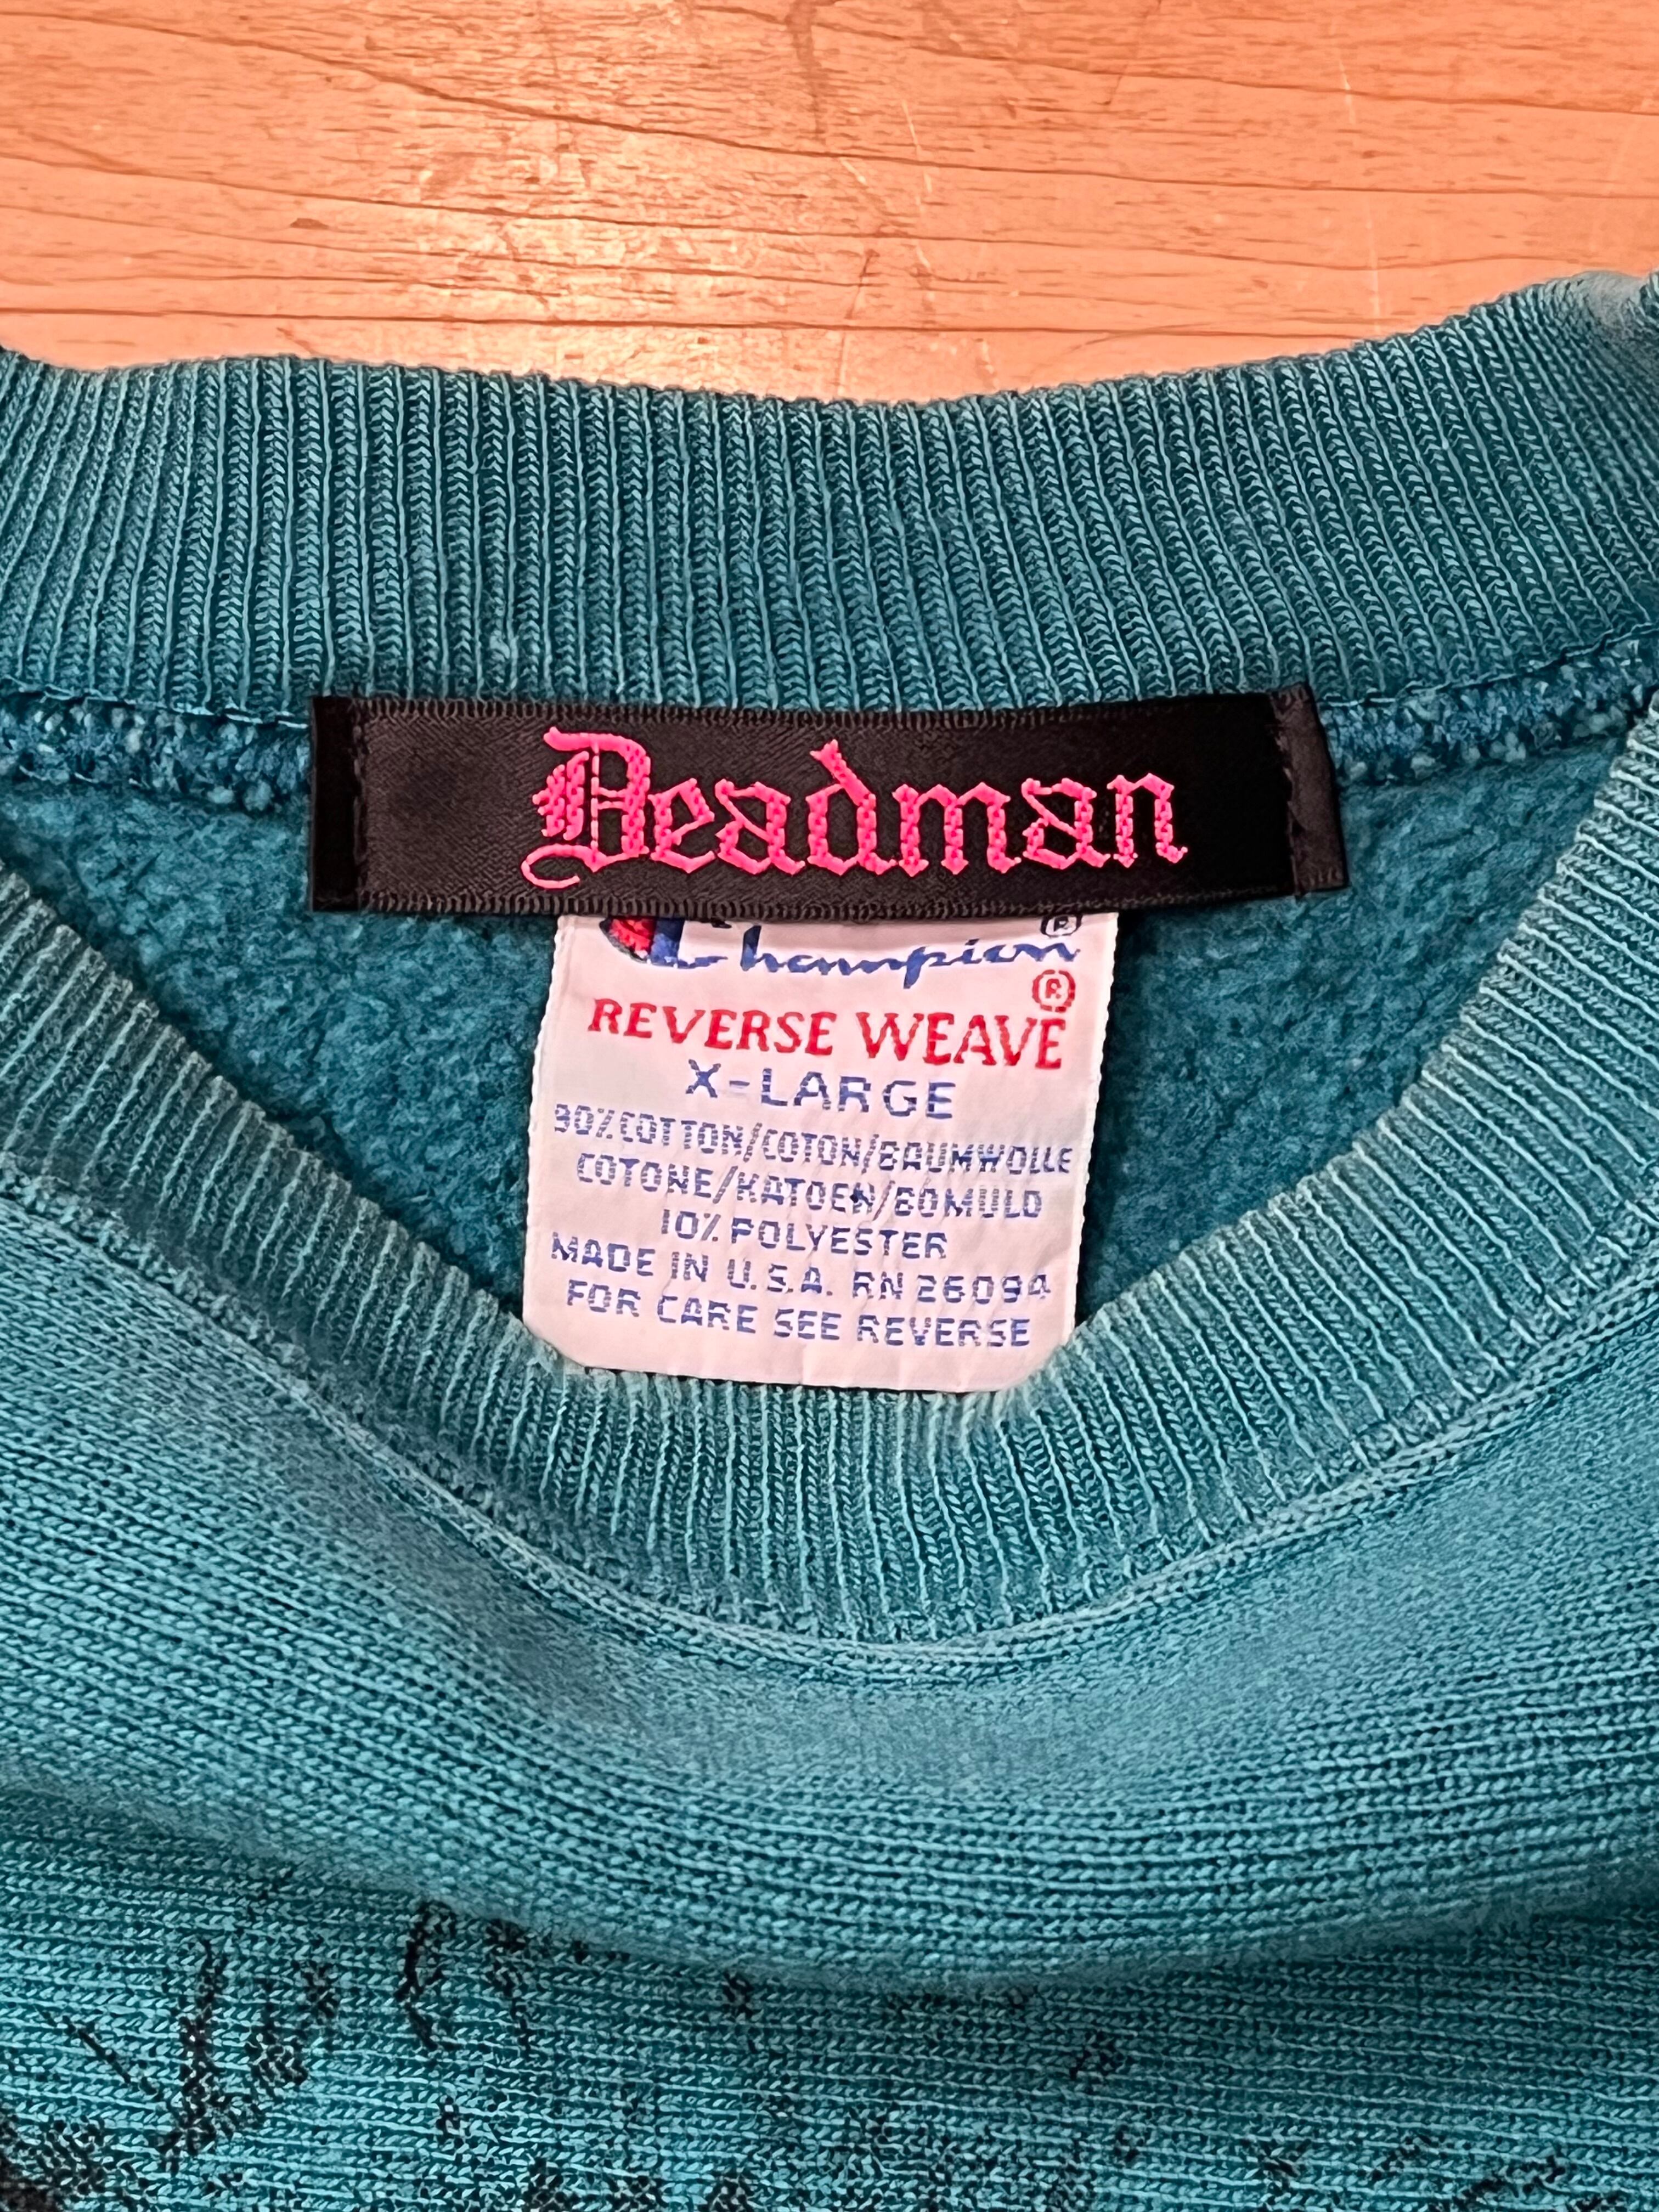 Deadman
Champion®
®
REVERSE WEAVE
X-LARGE
90% COTTON/COTON/BAUMWOLLE
COTONE/KATOEN/BOMULD
10% POLYESTER
MADE IN U.S.A. RN 26094
FOR CARE SEE REVERSE